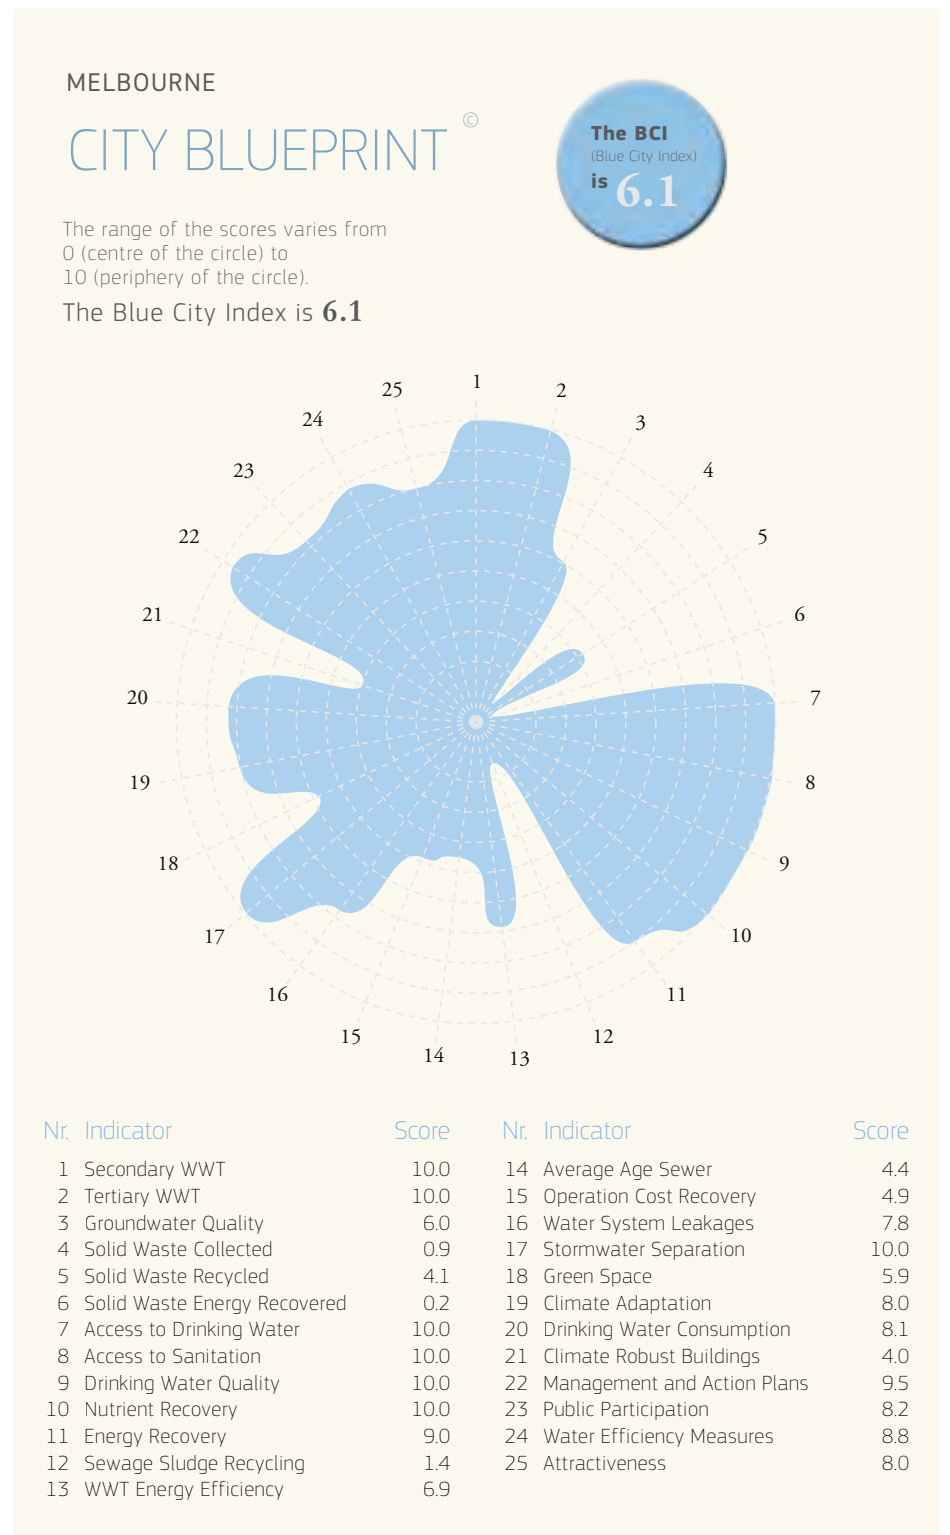 MELBOURNE
CITY BLUEPRINT ©
The BCI
(Blue City Index)
is 6.1
The range of the scores varies from
0 (centre of the circle) to
10 (periphery of the circle).
The Blue City Index is 6.1
1
2
3
4
5
6
7
8
9
10
11
12
13
14
15
16
17
18
19
20
21
22
23
24
25
Nr. Indicator Score
1 Secondary WWT 10.0
2 Tertiary WWT 10.0
3 Groundwater Quality 6.0
4 Solid Waste Collected 0.9
5 Solid Waste Recycled 4.1
6 Solid Waste Energy Recovered 0.2
7 Access to Drinking Water 10.0
8 Access to Sanitation 10.0
9 Drinking Water Quality 10.0
10 Nutrient Recovery 10.0
11 Energy Recovery 9.0
12 Sewage Sludge Recycling 1.4
13 WWT Energy Efficiency 6.9
Nr. Indicator Score
14 Average Age Sewer 4.4
15 Operation Cost Recovery 4.9
16 Water System Leakages 7.8
17 Stormwater Separation 10.0
18 Green Space 5.9
19 Climate Adaptation 8.0
20 Drinking Water Consumption 8.1
21 Climate Robust Buildings 4.0
22 Management and Action Plans 9.5
23 Public Participation 8.2
24 Water Efficiency Measures 8.8
25 Attractiveness 8.0